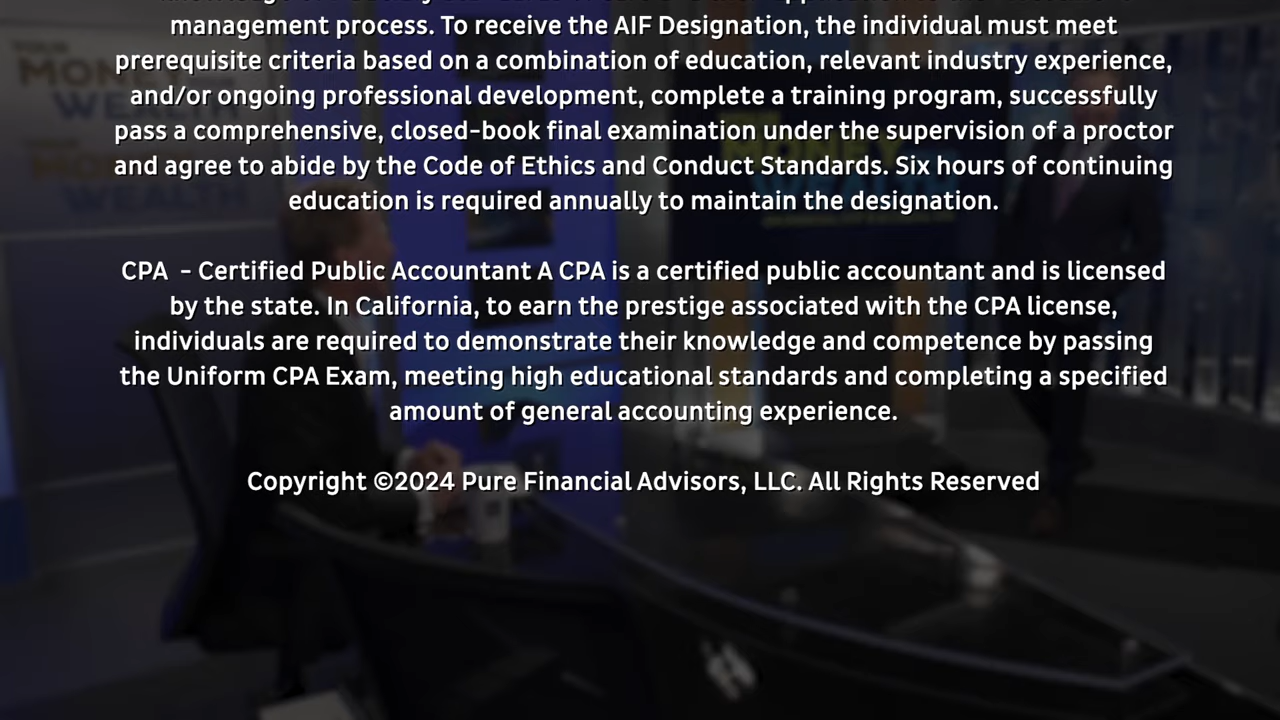 management process. To receive the AIF Designation, the individual must meet
prerequisite criteria based on a combination of education, relevant industry experience,
and/or ongoing professional development, complete a training program, successfully
pass a comprehensive, closed-book final examination under the supervision of a proctor
and agree to abide by the Code of Ethics and Conduct Standards. Six hours of continuing
education is required annually to maintain the designation.
CPA - Certified Public Accountant A CPA is a certified public accountant and is licensed
by the state. In California, to earn the prestige associated with the CPA license,
individuals are required to demonstrate their knowledge and competence by passing
the Uniform CPA Exam, meeting high educational standards and completing a specified
amount of general accounting experience.
Copyright ©2024 Pure Financial Advisors, LLC. All Rights Reserved
YOUR
MONEY
WEALTH
MONEY
WEALTH
MONEY